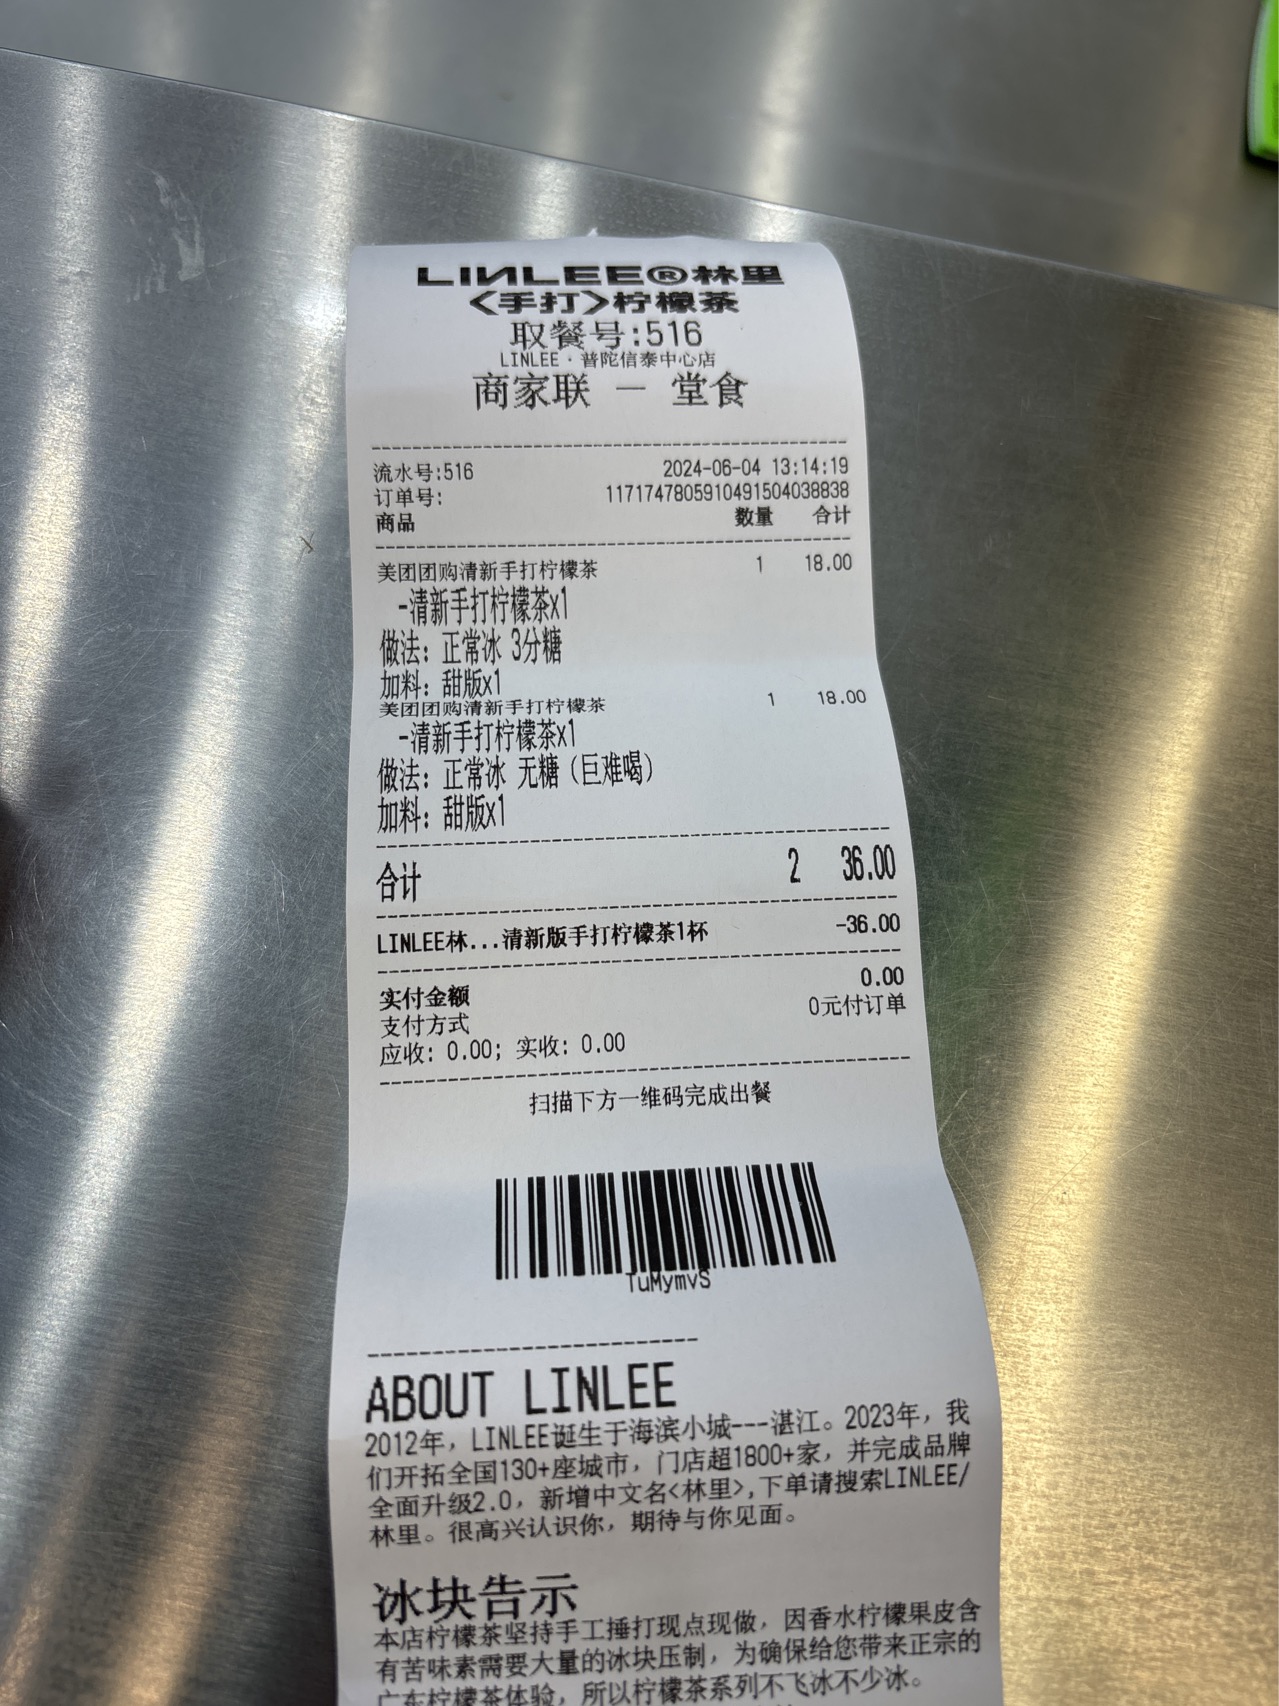 LINLEE®林里
<手打>柠檬茶
取餐号:516
LINLEE·普陀信泰中心店
商家联 — 堂食
流水号:516 2024-06-04 13:14:19
订单号: 1171747805910491504038838
商品 数量 合计
美团团购清新手打柠檬茶 1 18.00
-清新手打柠檬茶x1
做法: 正常冰 3分糖
加料: 甜版x1
美团团购清新手打柠檬茶 1 18.00
-清新手打柠檬茶x1
做法: 正常冰 无糖（巨难喝）
加料: 甜版x1
合计 2 36.00
LINLEE林...清新版手打柠檬茶1杯 -36.00
实付金额 0.00
支付方式 0元付订单
应收: 0.00; 实收: 0.00
扫描下方一维码完成出餐
TuMymvS
ABOUT LINLEE
2012年，LINLEE诞生于海滨小城---湛江。2023年，我
们开拓全国130+座城市，门店超1800+家，并完成品牌
全面升级2.0，新增中文名<林里>,下单请搜索LINLEE/
林里。很高兴认识你，期待与你见面。
冰块告示
本店柠檬茶坚持手工捶打现点现做，因香水柠檬果皮含
有苦味素需要大量的冰块压制，为确保给您带来正宗的
广东柠檬茶体验，所以柠檬茶系列不飞冰不少冰。